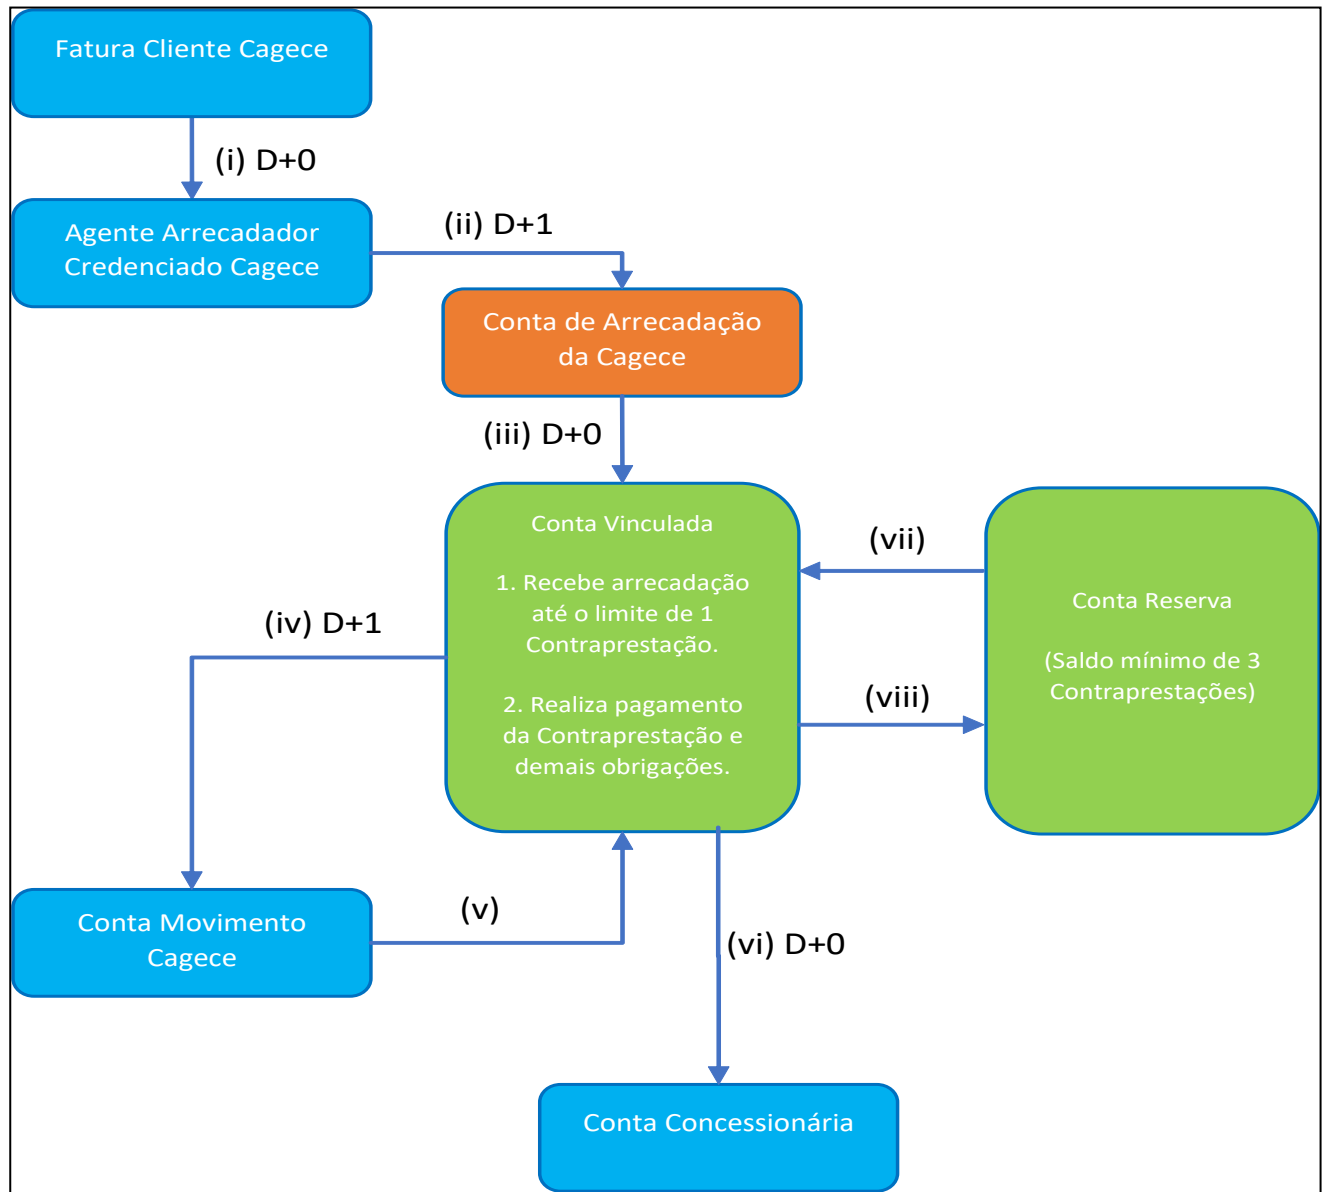 Fatura Cliente Cagece
(i) D+0
Agente Arrecadador
Credenciado Cagece
(ii) D+1
Conta de Arrecadação
da Cagece
(iii) D+0
Conta Vinculada
1. Recebe arrecadação
até o limite de 1
Contraprestação.
2. Realiza pagamento
da Contraprestação e
demais obrigações.
(vii)
Conta Reserva
(Saldo mínimo de 3
Contraprestações)
(viii)
(iv) D+1
Conta Movimento
Cagece
(v)
(vi) D+0
Conta Concessionária